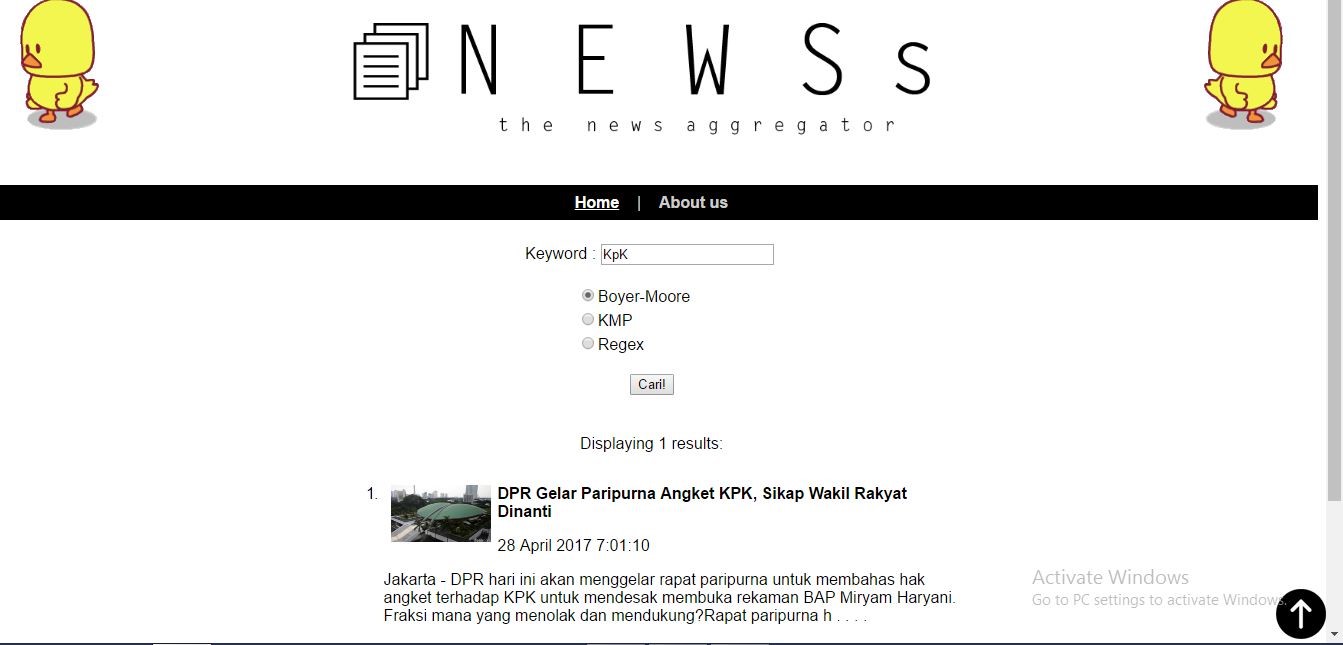 N E W S s
the news aggregator
Home | About us
Keyword : KpK
Boyer-Moore
KMP
Regex
Cari!
Displaying 1 results:
1. DPR Gelar Paripurna Angket KPK, Sikap Wakil Rakyat
Dinanti
28 April 2017 7:01:10
Jakarta - DPR hari ini akan menggelar rapat paripurna untuk membahas hak
angket terhadap KPK untuk mendesak membuka rekaman BAP Miryam Haryani.
Fraksi mana yang menolak dan mendukung?Rapat paripurna h . . . .
Activate Windows
Go to PC settings to activate Windows.